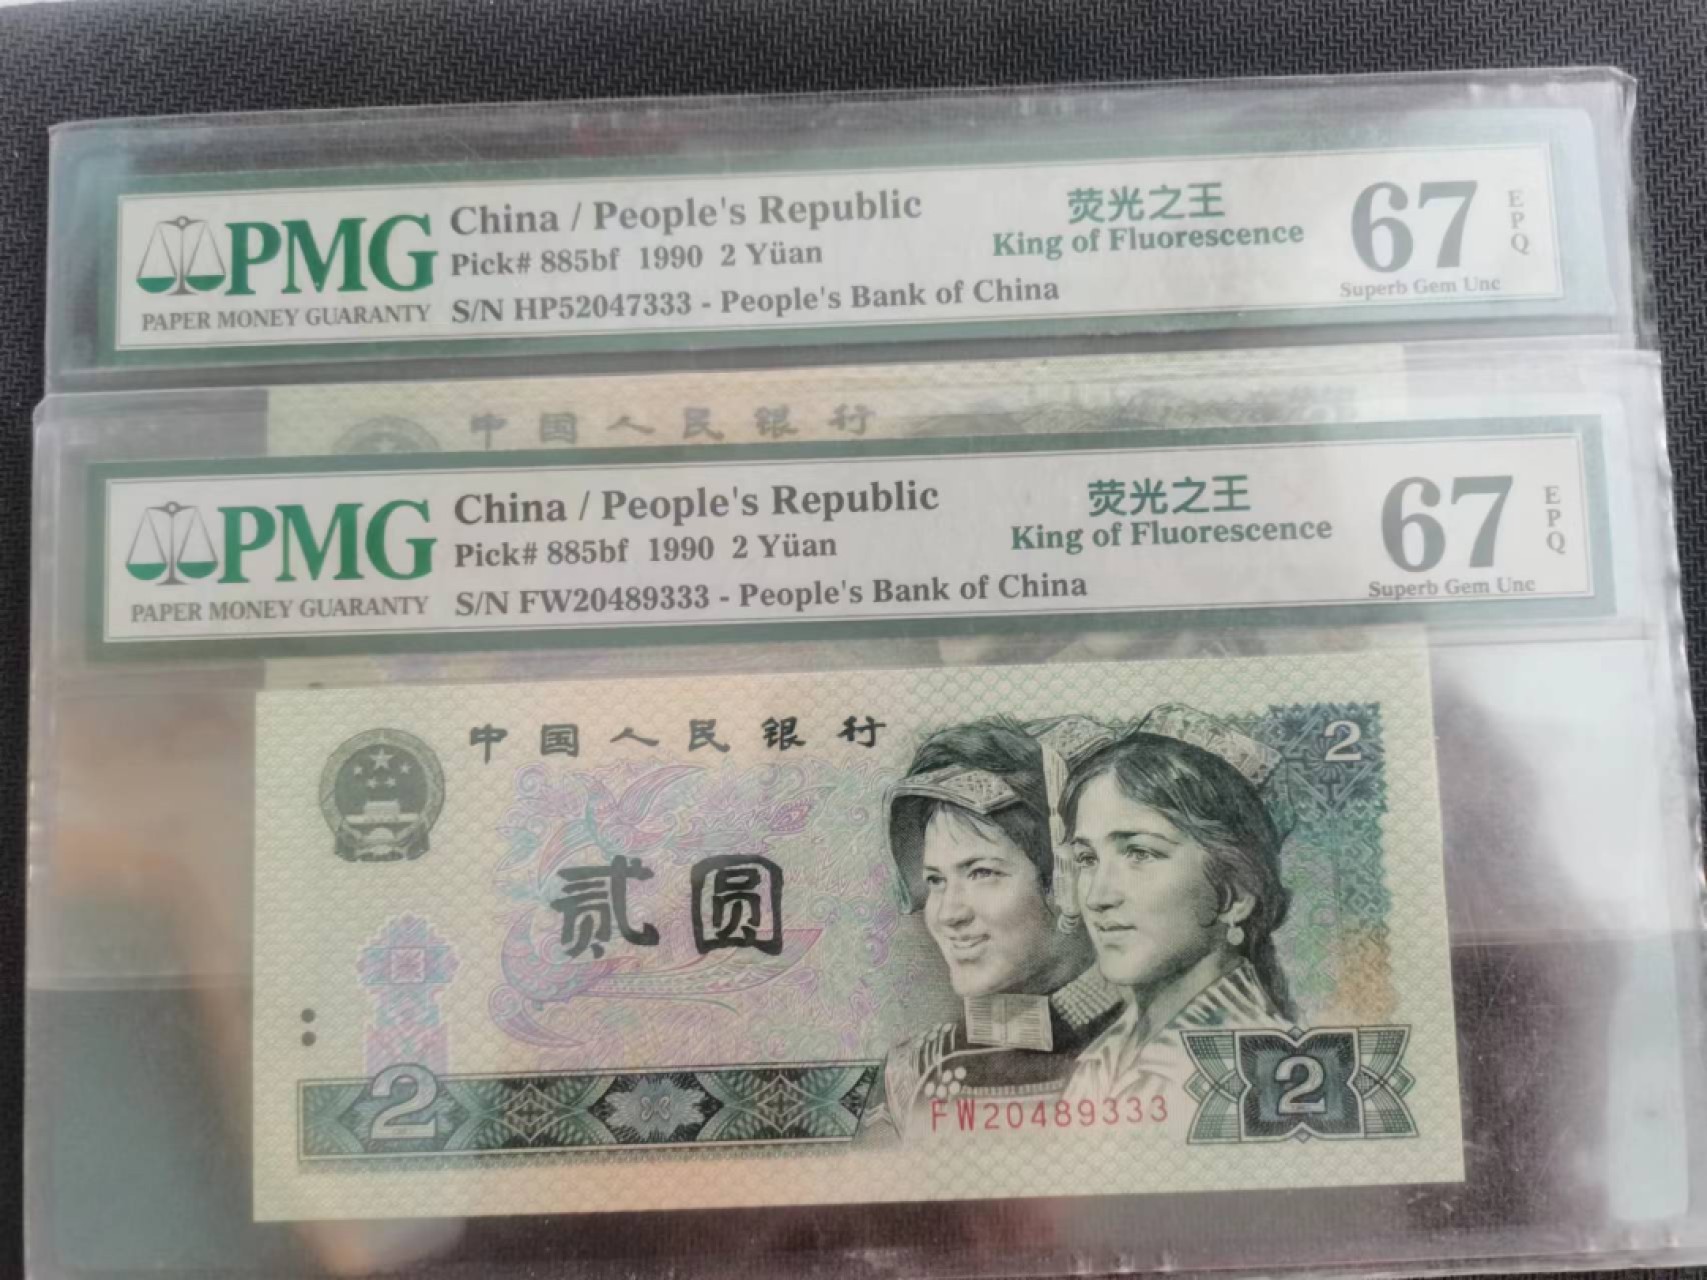 PMG
PAPER MONEY GUARANTY
China / People's Republic
Pick# 885bf 1990 2 Yüan
S/N HP52047333 - People's Bank of China
荧光之王
King of Fluorescence
67
EPQ
Superb Gem Unc
中国人民银行
PMG
PAPER MONEY GUARANTY
China / People's Republic
Pick# 885bf 1990 2 Yüan
S/N FW20489333 - People's Bank of China
荧光之王
King of Fluorescence
67
EPQ
Superb Gem Unc
中国人民银行
2
贰圆
2
FW20489333
2